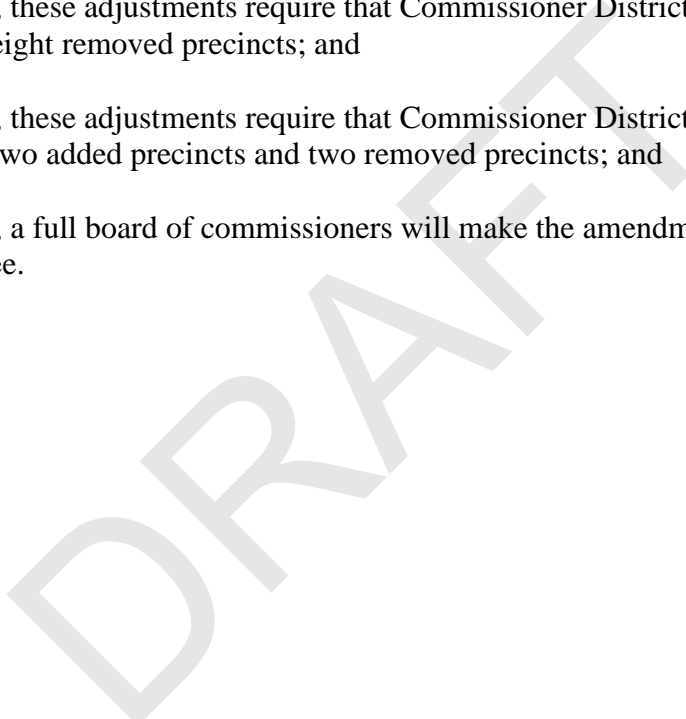 , these adjustments require that Commissioner District
eight removed precincts; and
, these adjustments require that Commissioner District
wo added precincts and two removed precincts; and
, a full board of commissioners will make the amendm
ee.
DRAFT